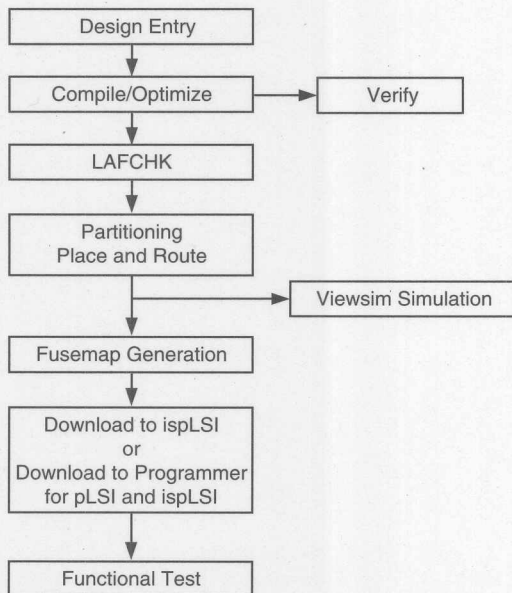 Design Entry
Compile/Optimize
Verify
LAFCHK
Partitioning
Place and Route
Viewsim Simulation
Fusemap Generation
Download to ispLSI
or
Download to Programmer
for pLSI and ispLSI
Functional Test